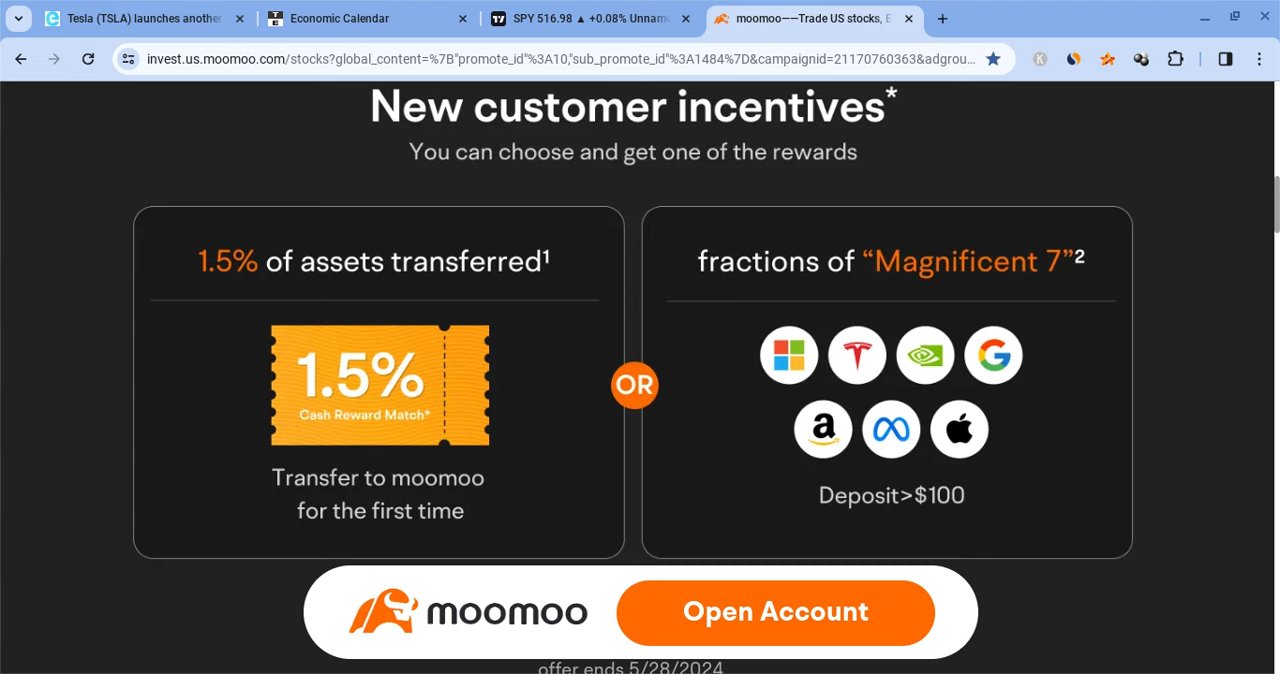 Tesla (TSLA) launches another
Economic Calendar
SPY 516.98 ▲ +0.08% Unnam
moomoo——Trade US stocks, E
invest.us.moomoo.com/stocks?global_content=%7B"promote_id"%3A10,"sub_promote_id"%3A1484%7D&campaignid=21170760363&adgrou...
New customer incentives*
You can choose and get one of the rewards
1.5% of assets transferred¹
fractions of “Magnificent 7”²
1.5%
Cash Reward Match*
OR
Transfer to moomoo
for the first time
Deposit>$100
moomoo
Open Account
offer ends 5/28/2024